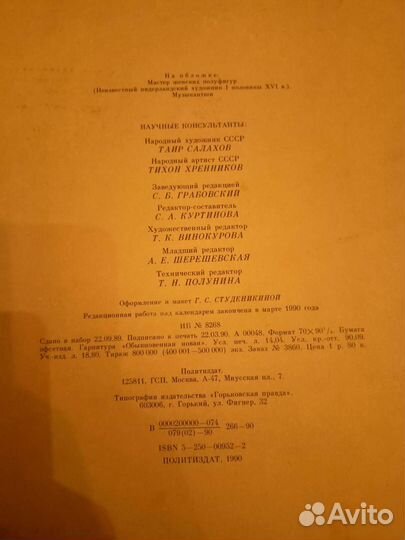 На обложке:
Мастер женских полуфигур
(Неизвестный нидерландский художник I половины XVI в.).
Музыкантши
НАУЧНЫЕ КОНСУЛЬТАНТЫ:
Народный художник СССР
ТАИР САЛАХОВ
Народный артист СССР
ТИХОН ХРЕННИКОВ
Заведующий редакцией
С. Б. ГРАБОВСКИЙ
Редактор-составитель
С. А. КУРТИНОВА
Художественный редактор
Т. К. ВИНОКУРОВА
Младший редактор
А. Е. ШЕРЕШЕВСКАЯ
Технический редактор
Т. Н. ПОЛУНИНА
Оформление и макет Г. С. СТУДЕНИКИНОЙ
Редакционная работа над календарем закончена в марте 1990 года
ИБ № 8268
Сдано в набор 22.09.89. Подписано в печать 22.03.90. А 00048. Формат 70×90¹/₈. Бумага
офсетная. Гарнитура «Обыкновенная новая». Усл. печ. л. 14,04. Усл. кр.-отт. 90,09.
Уч.-изд. л. 18,80. Тираж 800 000 (400 001—500 000) экз. Заказ № 3860. Цена 1 р. 80 к.
Политиздат.
125811, ГСП, Москва, А-47, Миусская пл., 7.
Типография издательства «Горьковская правда».
603006, г. Горький, ул. Фигнер, 32
В 0000200000—074 / 079(02)—90 266—90
ISBN 5—250—00952—2
ПОЛИТИЗДАТ, 1990
Avito